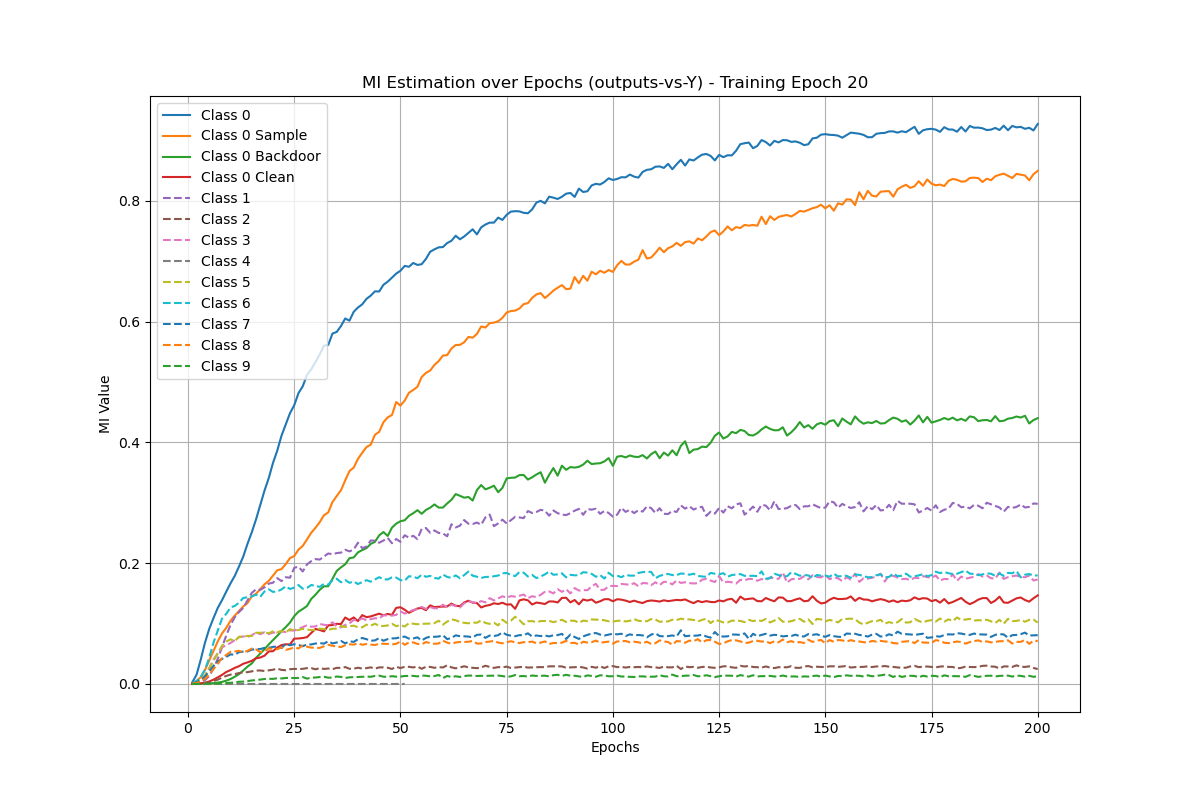 MI Estimation over Epochs (outputs-vs-Y) - Training Epoch 20
Class 0
Class 0 Sample
Class 0 Backdoor
Class 0 Clean
Class 1
Class 2
Class 3
Class 4
Class 5
Class 6
Class 7
Class 8
Class 9
MI Value
0.8
0.6
0.4
0.2
0.0
0 25 50 75 100 125 150 175 200
Epochs